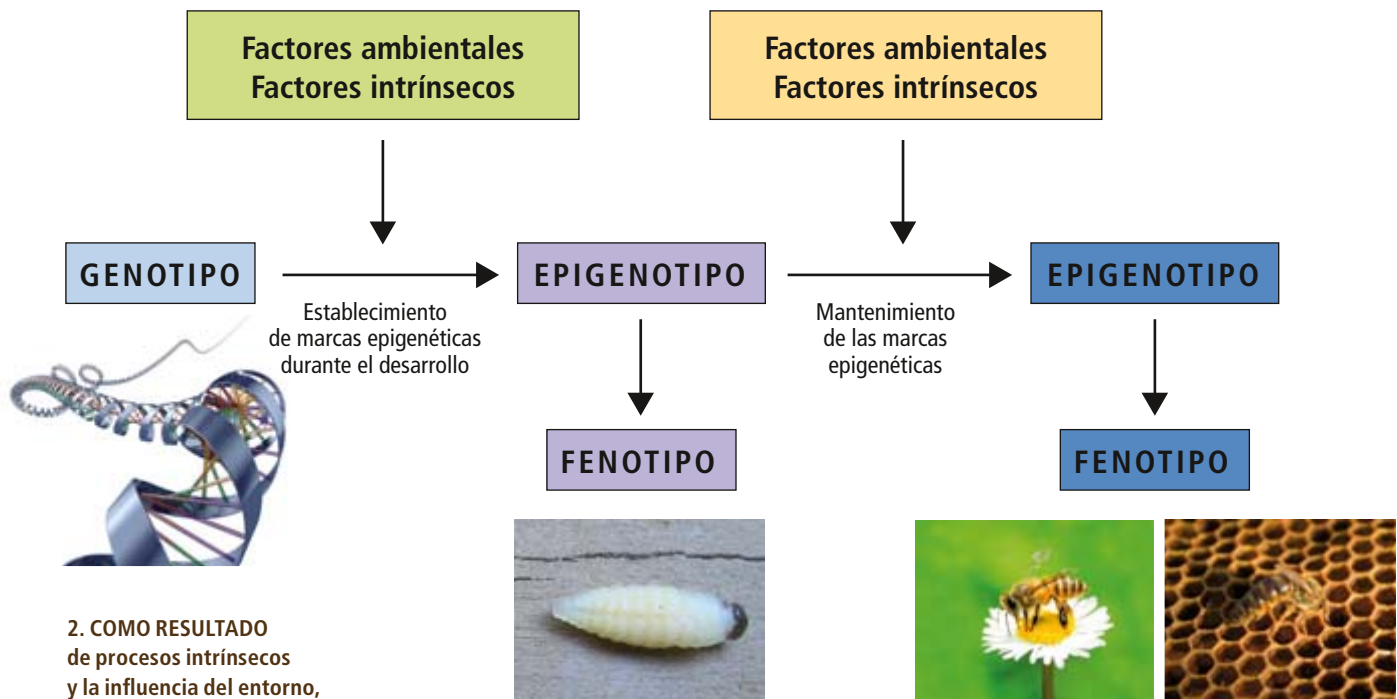 Factores ambientales
Factores intrínsecos
Factores ambientales
Factores intrínsecos
GENOTIPO
EPIGENOTIPO
EPIGENOTIPO
Establecimiento
de marcas epigenéticas
durante el desarrollo
Mantenimiento
de las marcas
epigenéticas
FENOTIPO
FENOTIPO
2. COMO RESULTADO
de procesos intrínsecos
y la influencia del entorno,